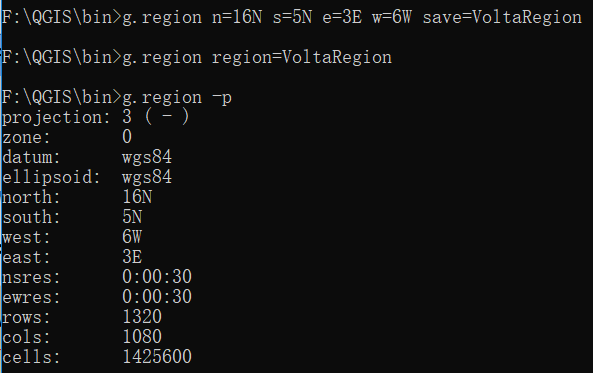 F:\QGIS\bin>g.region n=16N s=5N e=3E w=6W save=VoltaRegion
F:\QGIS\bin>g.region region=VoltaRegion
F:\QGIS\bin>g.region -p
projection: 3 ( - )
zone: 0
datum: wgs84
ellipsoid: wgs84
north: 16N
south: 5N
west: 6W
east: 3E
nsres: 0:00:30
ewres: 0:00:30
rows: 1320
cols: 1080
cells: 1425600